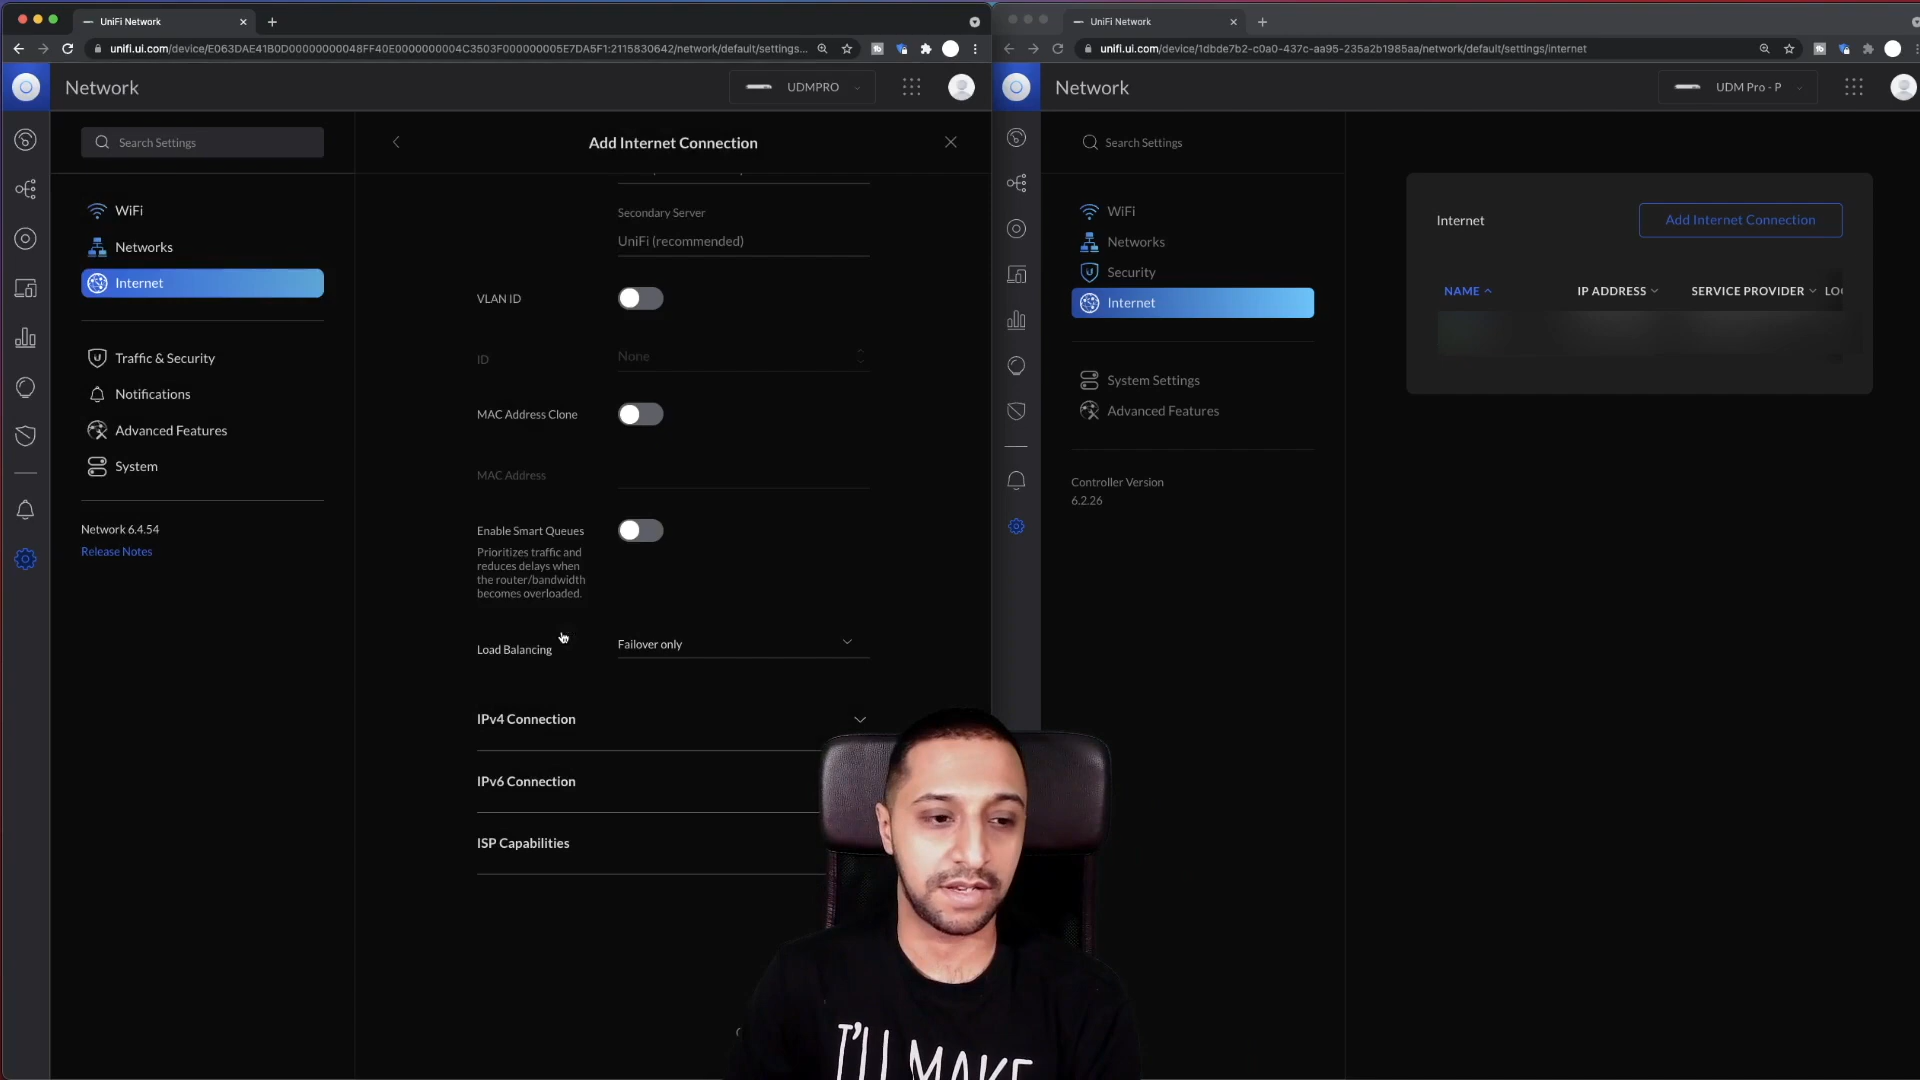 UniFi Network
unifi.ui.com/device/E063DAE41B0D00000000048FF40E0000000004C3503F000000005E7DA5F1:2115830642/network/default/settings...
Network
UDMPRO
Search Settings
WiFi
Networks
Internet
Traffic & Security
Notifications
Advanced Features
System
Network 6.4.54
Release Notes
Add Internet Connection
Secondary Server
UniFi (recommended)
VLAN ID
ID
None
MAC Address Clone
MAC Address
Enable Smart Queues
Prioritizes traffic and
reduces delays when
the router/bandwidth
becomes overloaded.
Load Balancing
Failover only
IPv4 Connection
IPv6 Connection
ISP Capabilities
I'LL MAKE
UniFi Network
unifi.ui.com/device/1dbde7b2-c0a0-437c-aa95-235a2b1985aa/network/default/settings/internet
Network
UDM Pro - P
Search Settings
WiFi
Networks
Security
Internet
System Settings
Advanced Features
Controller Version
6.2.26
Internet
Add Internet Connection
NAME
IP ADDRESS
SERVICE PROVIDER